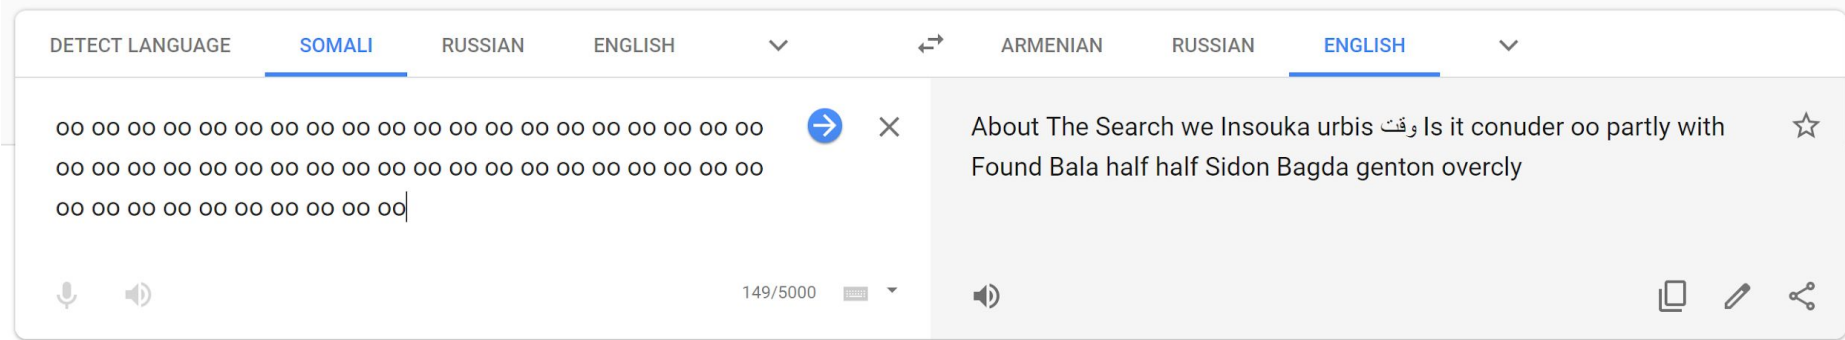 DETECT LANGUAGE SOMALI RUSSIAN ENGLISH ARMENIAN RUSSIAN ENGLISH
oo oo oo oo oo oo oo oo oo oo oo oo oo oo oo oo oo oo oo oo
oo oo oo oo oo oo oo oo oo oo oo oo oo oo oo oo oo oo oo oo
oo oo oo oo oo oo oo oo oo oo
149/5000
About The Search we Insouka urbis وقت Is it conuder oo partly with
Found Bala half half Sidon Bagda genton overcly